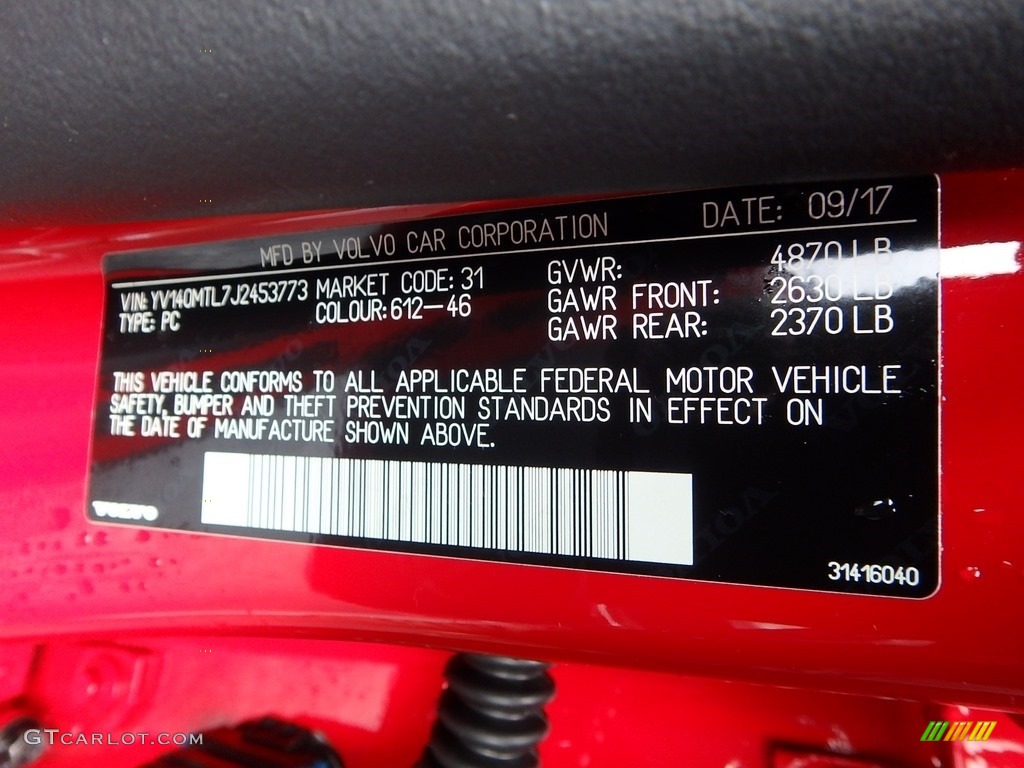 MFD BY VOLVO CAR CORPORATION DATE: 09/17
VIN: YV140MTL7J2453773 MARKET CODE: 31 GVWR: 4870 LB
TYPE: PC COLOUR: 612-46 GAWR FRONT: 2630 LB
GAWR REAR: 2370 LB
THIS VEHICLE CONFORMS TO ALL APPLICABLE FEDERAL MOTOR VEHICLE
SAFETY, BUMPER AND THEFT PREVENTION STANDARDS IN EFFECT ON
THE DATE OF MANUFACTURE SHOWN ABOVE.
VOLVO
31416040
GTCARLOT.COM